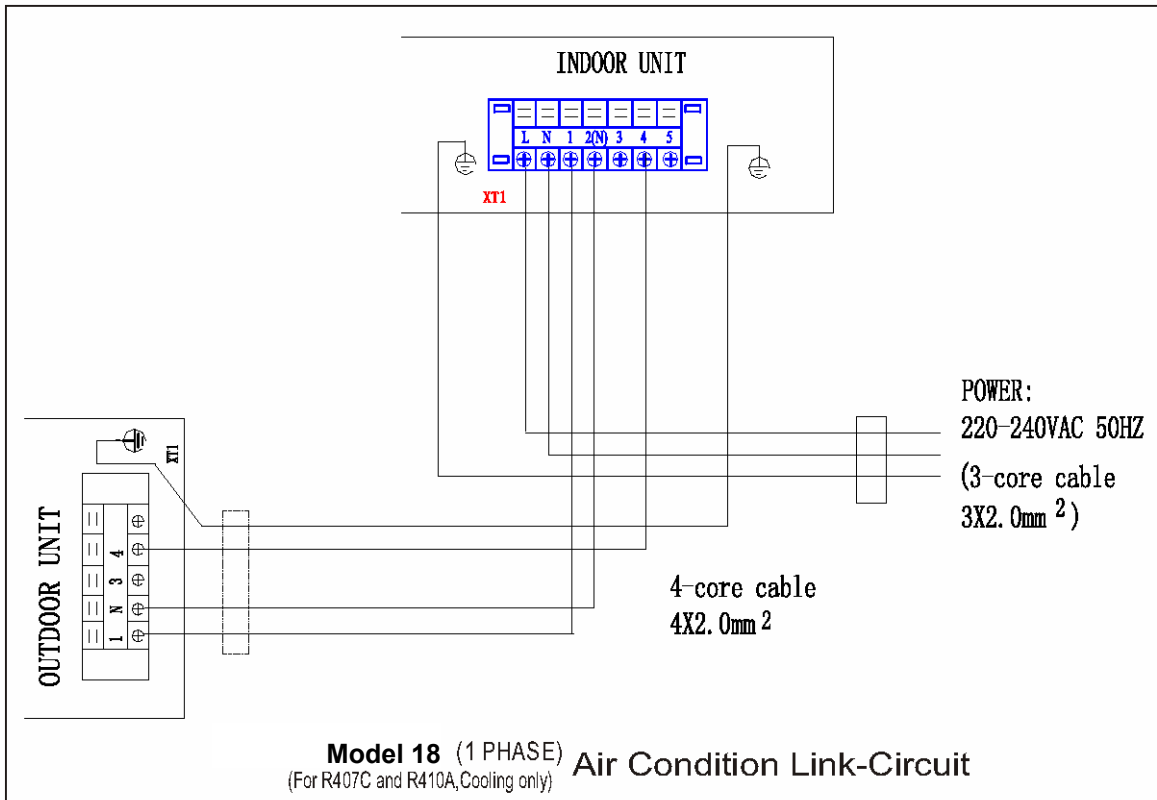 INDOOR UNIT
L N 1 2(N) 3 4 5
XT1
POWER:
220-240VAC 50HZ
(3-core cable
3X2.0mm 2)
XT1
OUTDOOR UNIT
4
3
N
1
4-core cable
4X2.0mm 2
Model 18 (1 PHASE) Air Condition Link-Circuit
(For R407C and R410A,Cooling only)